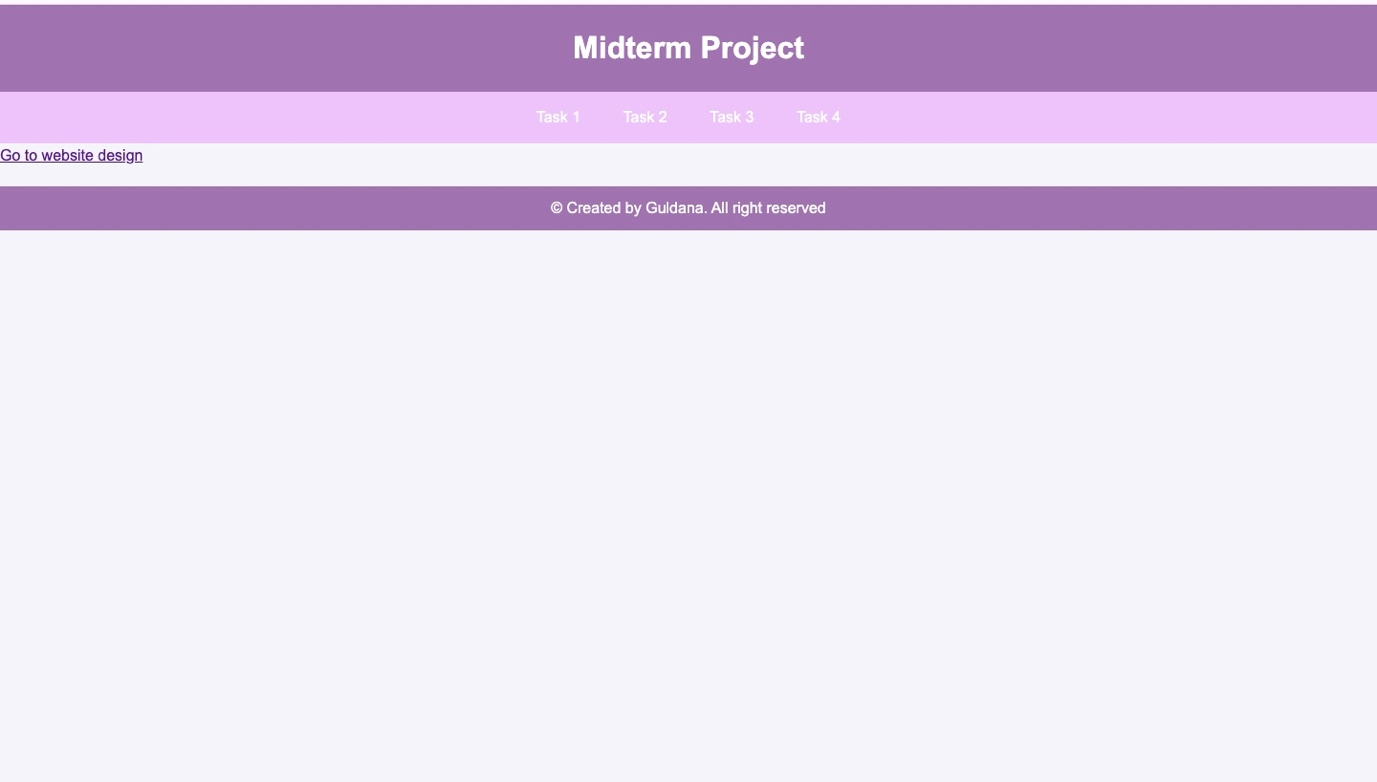 Midterm Project
Task 1 Task 2 Task 3 Task 4
Go to website design
© Created by Guldana. All right reserved